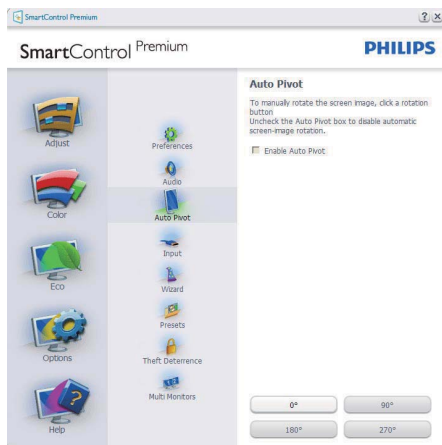 SmartControl Premium
? x
SmartControl Premium
PHILIPS
Adjust
Color
Eco
Options
Help
Preferences
Audio
Auto Pivot
Input
Wizard
Presets
Theft Deterrence
Multi Monitors
Auto Pivot
To manually rotate the screen image, click a rotation
button
Uncheck the Auto Pivot box to disable automatic
screen-image rotation.
Enable Auto Pivot
0° 90°
180° 270°